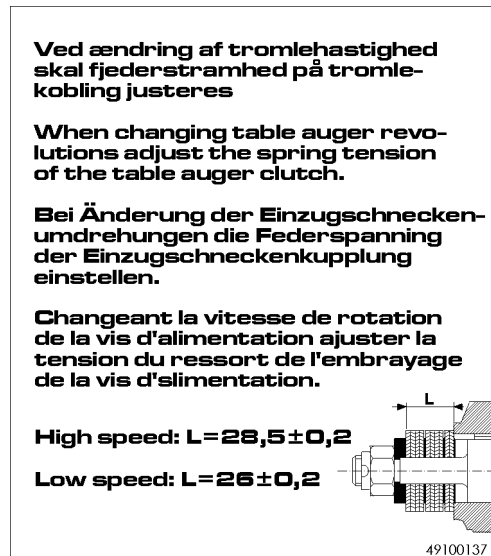 Ved ændring af tromlehastighed
skal fjederstramhed på tromle-
kobling justeres
When changing table auger revo-
lutions adjust the spring tension
of the table auger clutch.
Bei Änderung der Einzugschnecken-
umdrehungen die Federspanning
der Einzugschneckenkupplung
einstellen.
Changeant la vitesse de rotation
de la vis d'alimentation ajuster la
tension du ressort de l'embrayage
de la vis d'slimentation.
L
High speed: L=28,5±0,2
Low speed: L=26±0,2
49100137